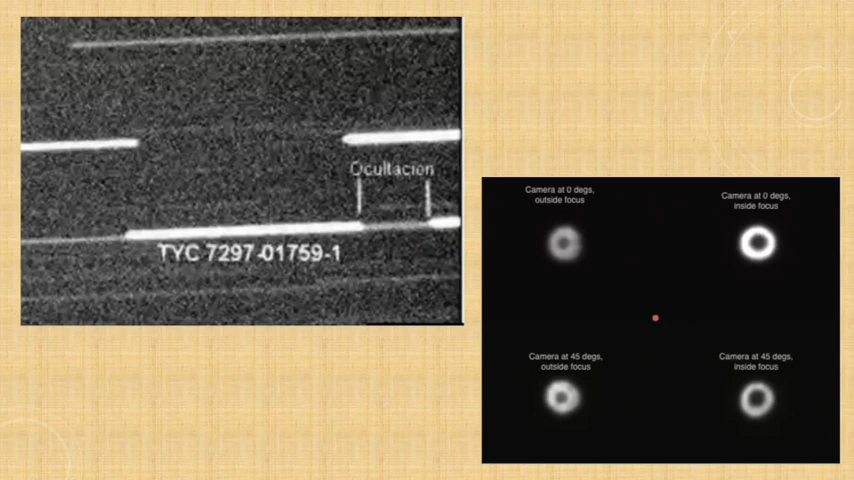 Ocultacion
TYC 7297-01759-1
Camera at 0 degs,
outside focus
Camera at 0 degs,
inside focus
Camera at 45 degs,
outside focus
Camera at 45 degs,
inside focus